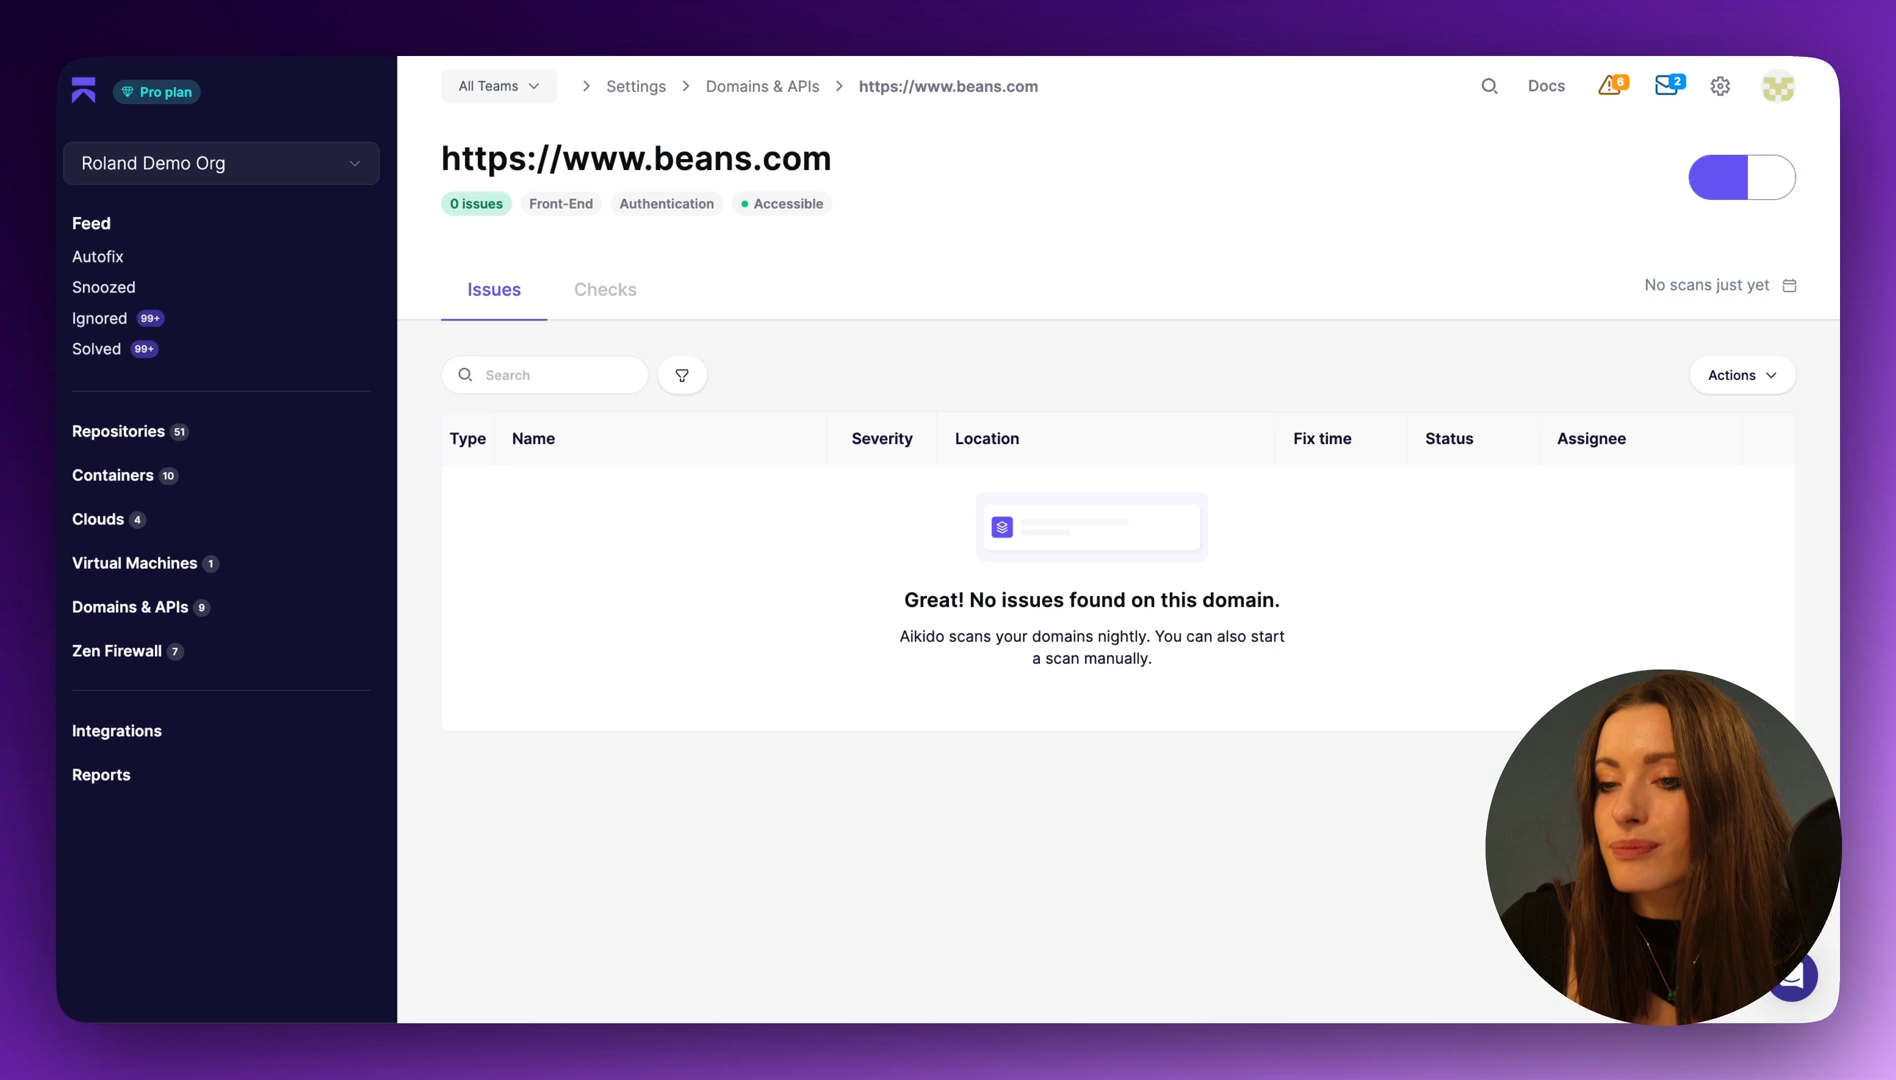 Pro plan
Roland Demo Org
Feed
Autofix
Snoozed
Ignored 99+
Solved 99+
Repositories 51
Containers 10
Clouds 4
Virtual Machines 1
Domains & APIs 9
Zen Firewall 7
Integrations
Reports
All Teams
Settings
Domains & APIs
https://www.beans.com
Docs
6
2
https://www.beans.com
0 issues
Front-End
Authentication
Accessible
Issues
Checks
No scans just yet
Search
Actions
Type
Name
Severity
Location
Fix time
Status
Assignee
Great! No issues found on this domain.
Aikido scans your domains nightly. You can also start
a scan manually.